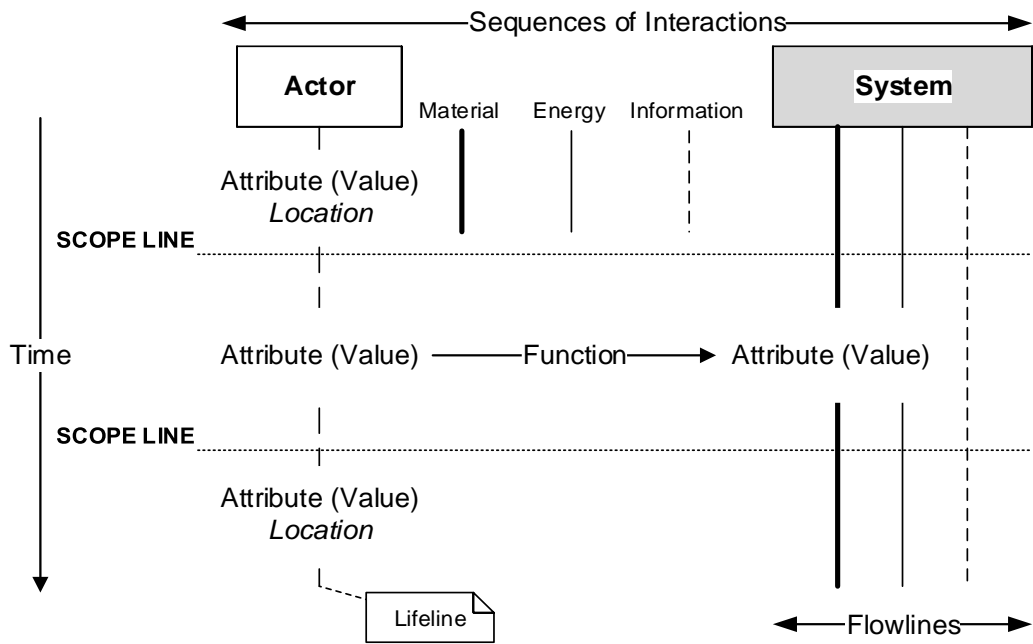 Sequences of Interactions
Actor
System
Material
Energy
Information
Attribute (Value)
Location
SCOPE LINE
Time
Attribute (Value)
Function
Attribute (Value)
SCOPE LINE
Attribute (Value)
Location
Lifeline
Flowlines